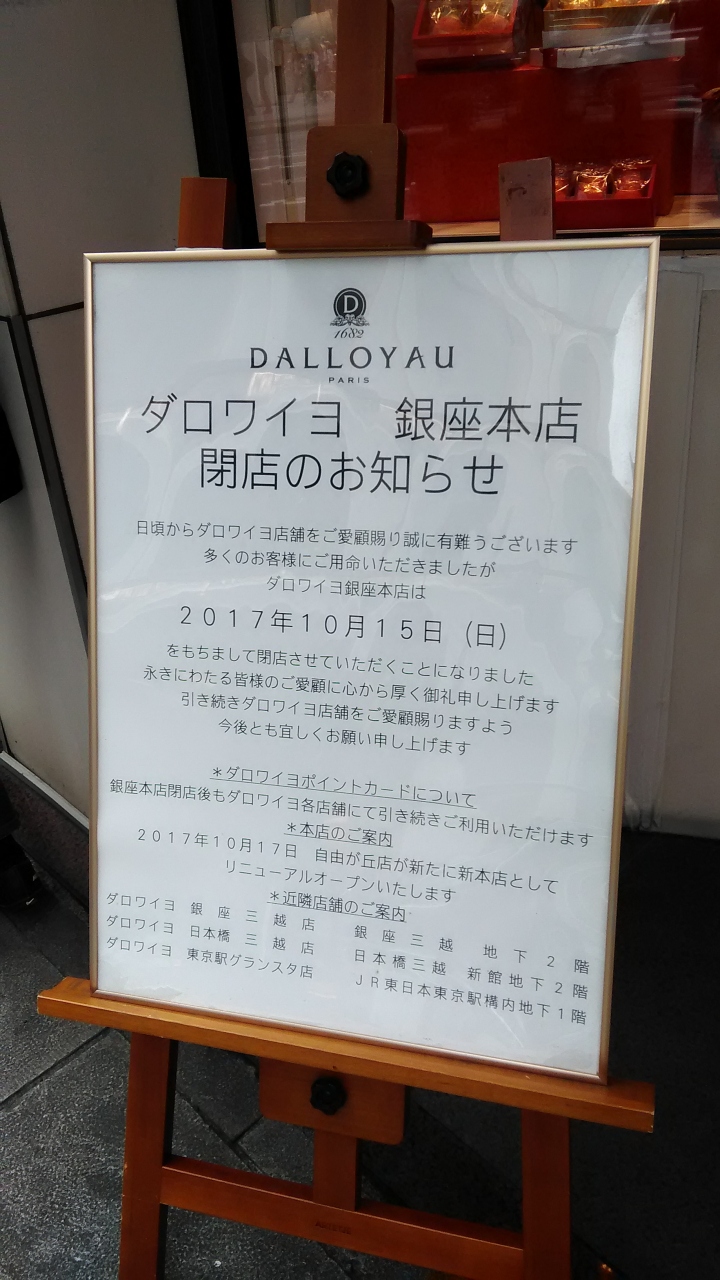 D
1682
DALLOYAU
PARIS
ダロワイヨ　銀座本店
閉店のお知らせ
日頃からダロワイヨ店舗をご愛顧賜り誠に有難うございます
多くのお客様にご用命いただきましたが
ダロワイヨ銀座本店は
２０１７年１０月１５日（日）
をもちまして閉店させていただくことになりました
永きにわたる皆様のご愛顧に心から厚く御礼申し上げます
引き続きダロワイヨ店舗をご愛顧賜りますよう
今後とも宜しくお願い申し上げます
＊ダロワイヨポイントカードについて
銀座本店閉店後もダロワイヨ各店舗にて引き続きご利用いただけます
＊本店のご案内
２０１７年１０月１７日　自由が丘店が新たに新本店として
リニューアルオープンいたします
＊近隣店舗のご案内
ダロワイヨ　銀座三越店　銀座三越　地下２階
ダロワイヨ　日本橋三越店　日本橋三越　新館地下２階
ダロワイヨ　東京駅グランスタ店　ＪＲ東日本東京駅構内地下１階